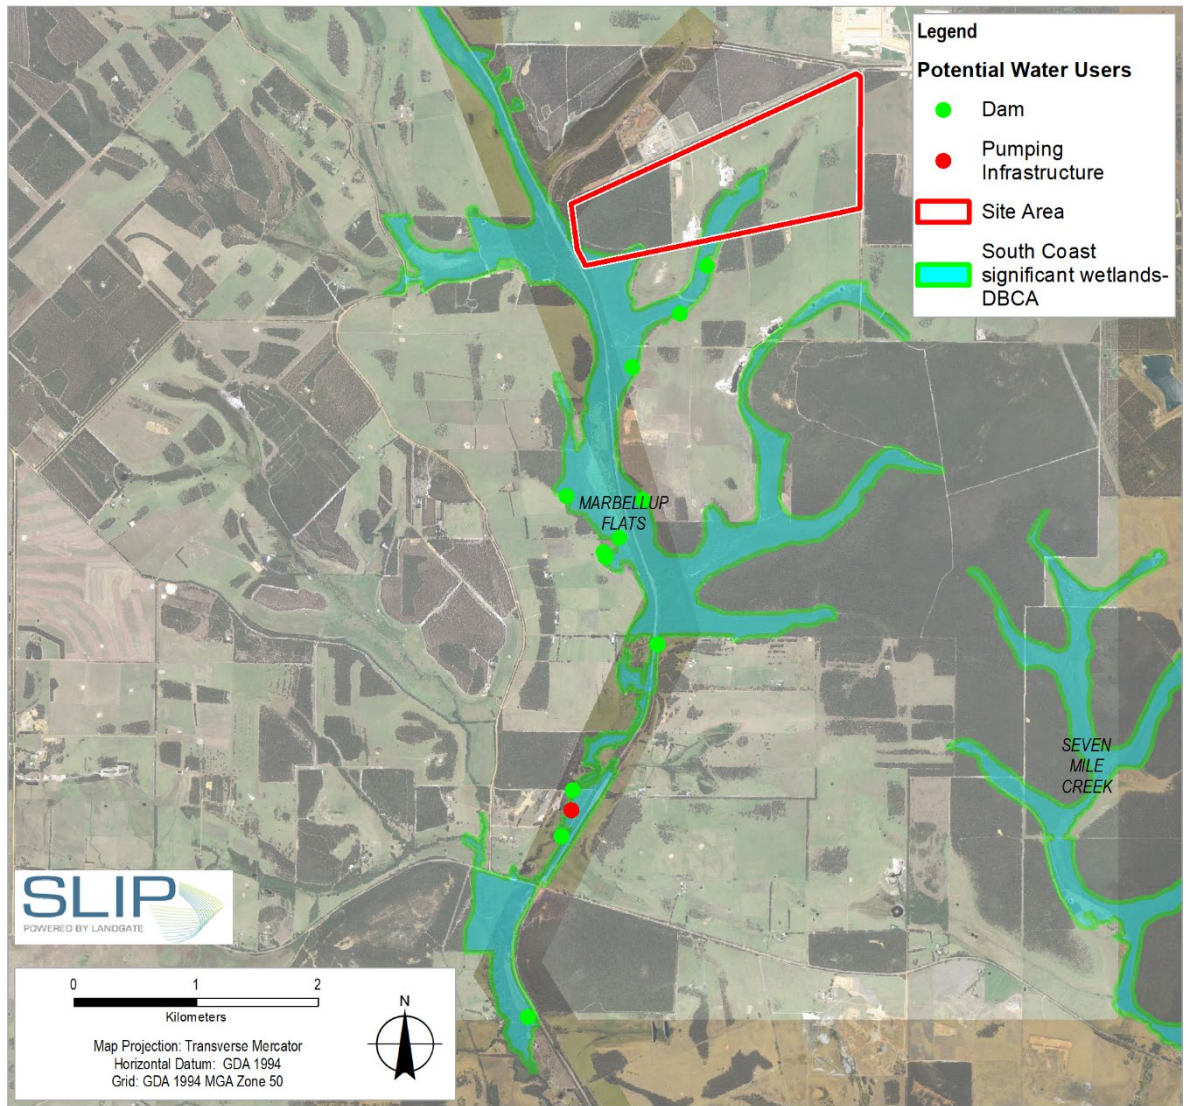 Legend
Potential Water Users
Dam
Pumping
Infrastructure
Site Area
South Coast
significant wetlands-
DBCA
MARBELLUP
FLATS
SEVEN
MILE
CREEK
SLIP
POWERED BY LANDGATE
0 1 2
Kilometers
N
Map Projection: Transverse Mercator
Horizontal Datum: GDA 1994
Grid: GDA 1994 MGA Zone 50